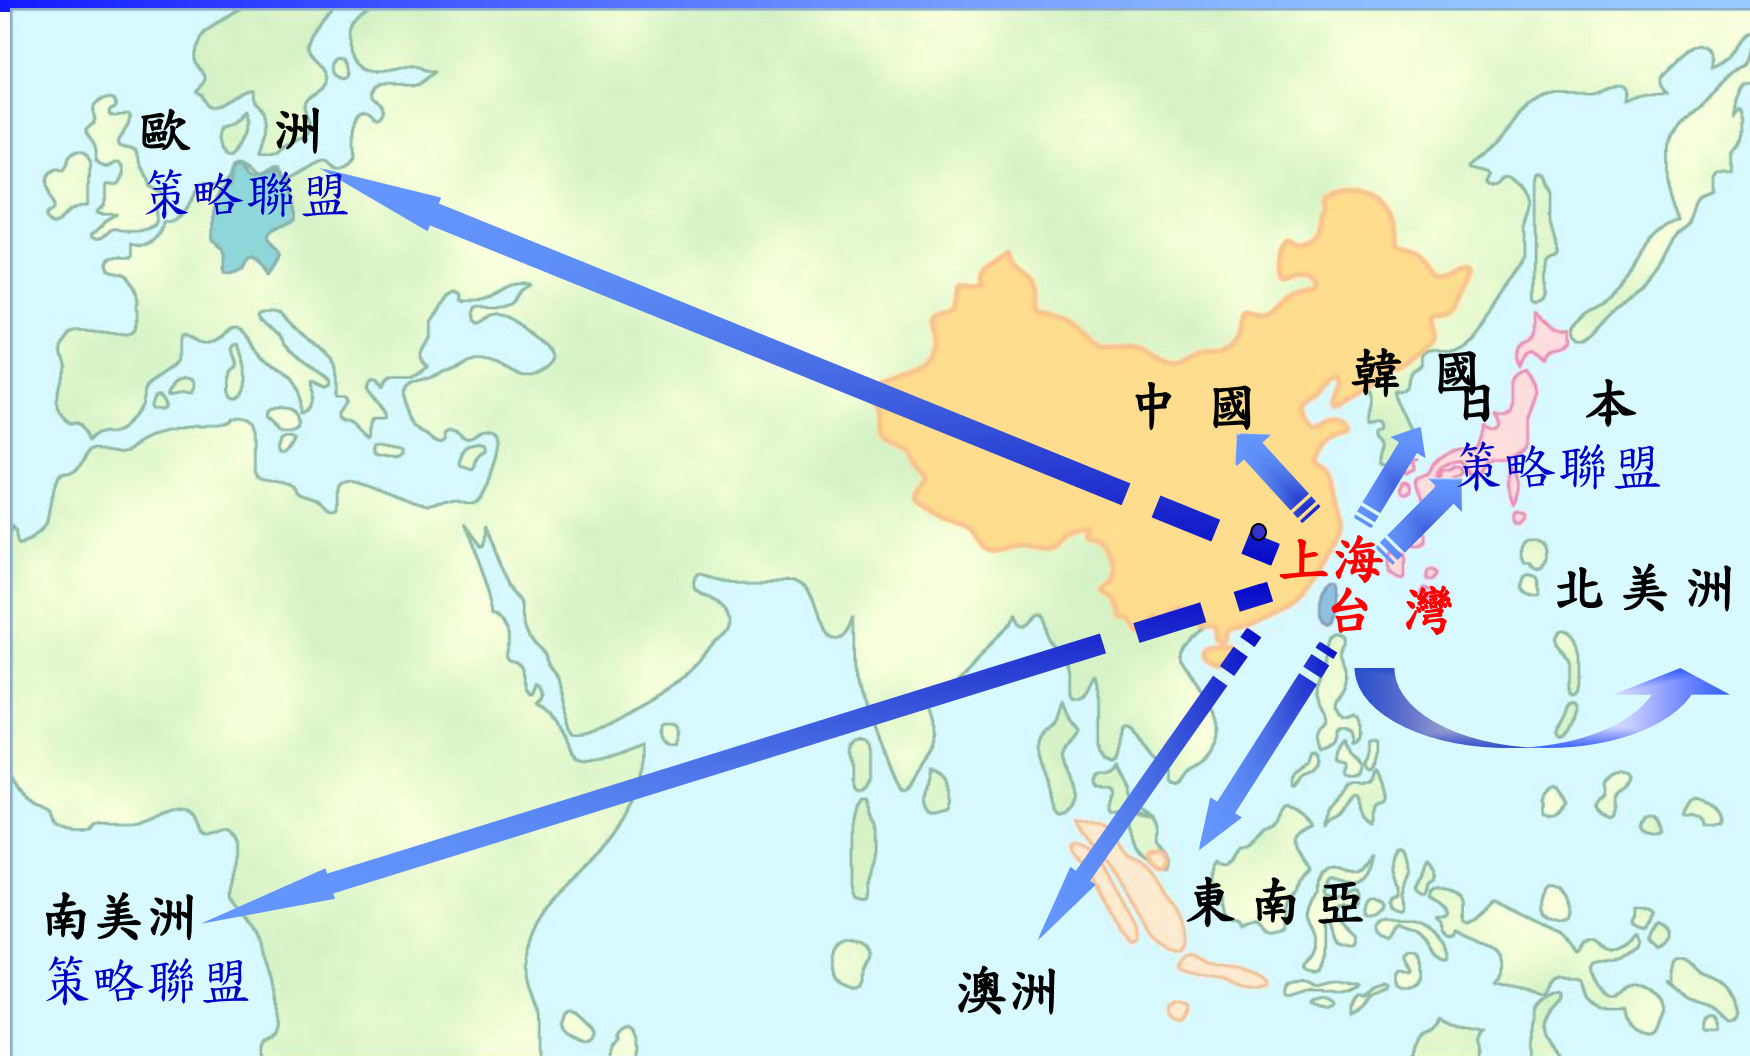 歐 洲
策略聯盟
中 國
韓 國
日 本
策略聯盟
上海
台 灣
北美洲
南美洲
策略聯盟
東南亞
澳洲